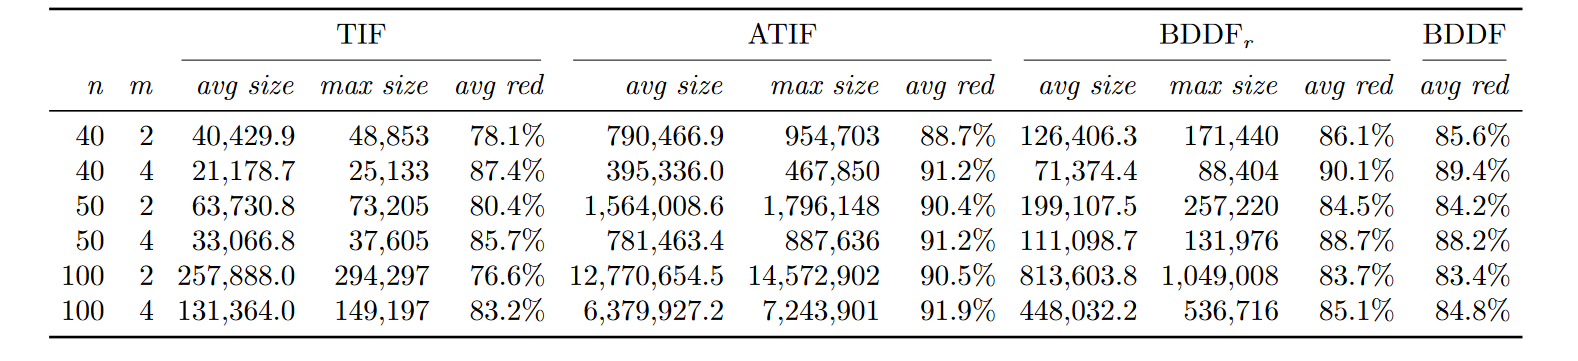 TIF ATIF BDDFr BDDF
n m avg size max size avg red avg size max size avg red avg size max size avg red avg red
40 2 40,429.9 48,853 78.1% 790,466.9 954,703 88.7% 126,406.3 171,440 86.1% 85.6%
40 4 21,178.7 25,133 87.4% 395,336.0 467,850 91.2% 71,374.4 88,404 90.1% 89.4%
50 2 63,730.8 73,205 80.4% 1,564,008.6 1,796,148 90.4% 199,107.5 257,220 84.5% 84.2%
50 4 33,066.8 37,605 85.7% 781,463.4 887,636 91.2% 111,098.7 131,976 88.7% 88.2%
100 2 257,888.0 294,297 76.6% 12,770,654.5 14,572,902 90.5% 813,603.8 1,049,008 83.7% 83.4%
100 4 131,364.0 149,197 83.2% 6,379,927.2 7,243,901 91.9% 448,032.2 536,716 85.1% 84.8%